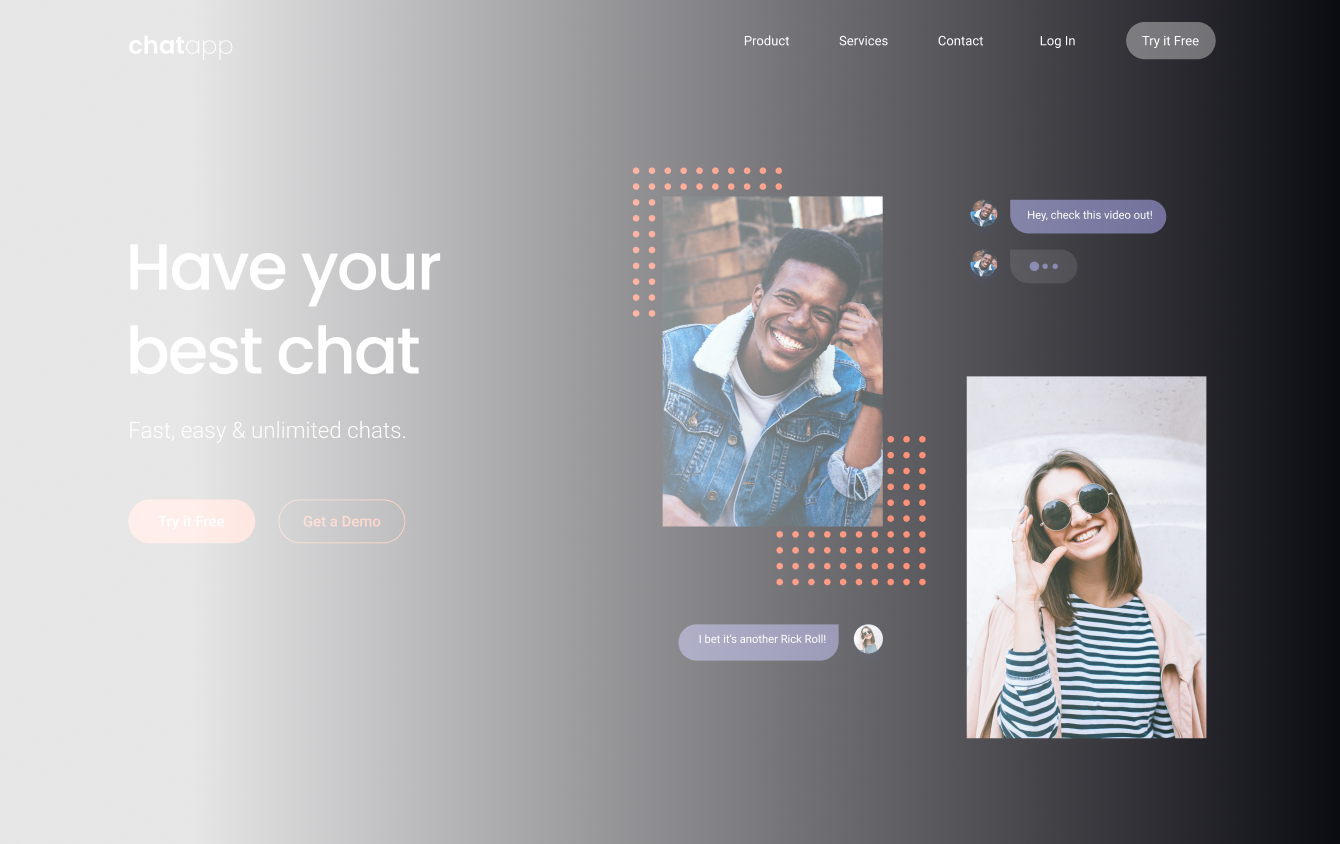 chatapp
Product Services Contact Log In Try it Free
Hey, check this video out!
Have your
best chat
Fast, easy & unlimited chats.
Try it Free Get a Demo
I bet it's another Rick Roll!